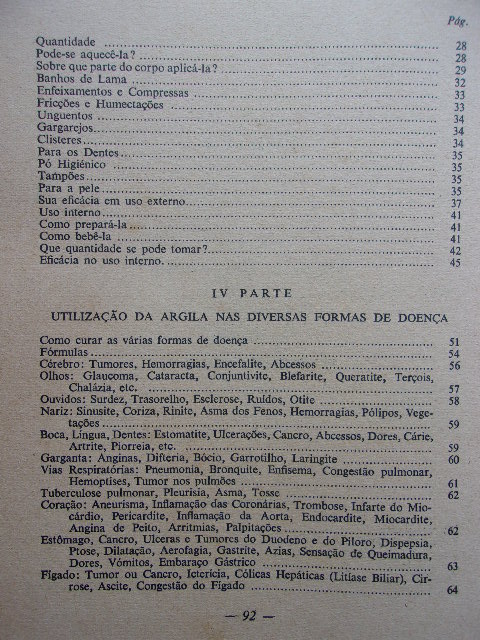 Pág.
Quantidade 28
Pode-se aquecê-la? 28
Sobre que parte do corpo aplicá-la? 29
Banhos de Lama 32
Enfeixamentos e Compressas 33
Fricções e Humectações 33
Unguentos 34
Gargarejos 34
Clisteres 34
Para os Dentes 35
Pó Higiénico 35
Tampões 35
Para a pele 35
Sua eficácia em uso externo 37
Uso interno 41
Como prepará-la 41
Como bebê-la 41
Que quantidade se pode tomar? 42
Eficácia no uso interno. 45
IV PARTE
UTILIZAÇÃO DA ARGILA NAS DIVERSAS FORMAS DE DOENÇA
Como curar as várias formas de doença 51
Fórmulas 54
Cérebro: Tumores, Hemorragias, Encefalite, Abcessos 56
Olhos: Glaucoma, Cataracta, Conjuntivite, Blefarite, Queratite, Terçois,
Chalázia, etc. 57
Ouvidos: Surdez, Trasorelho, Esclerose, Ruídos, Otite 58
Nariz: Sinusite, Coriza, Rinite, Asma dos Fenos, Hemorragias, Pólipos, Vege-
tações 59
Boca, Língua, Dentes: Estomatite, Ulcerações, Cancro, Abcessos, Dores, Cárie,
Artrite, Piorreia, etc. 59
Garganta: Anginas, Difteria, Bócio, Garrotilho, Laringite 60
Vias Respiratórias: Pneumonia, Bronquite, Enfisema, Congestão pulmonar,
Hemoptises, Tumor nos pulmões 61
Tuberculose pulmonar, Pleurisia, Asma, Tosse 62
Coração: Aneurisma, Inflamação das Coronárias, Trombose, Infarte do Mio-
cárdio, Pericardite, Inflamação da Aorta, Endocardite, Miocardite,
Angina de Peito, Arritmias, Palpitações 62
Estômago, Cancro, Ulceras e Tumores do Duodeno e do Piloro, Dispepsia,
Ptose, Dilatação, Aerofagia, Gastrite, Azias, Sensação de Queimadura,
Dores, Vómitos, Embaraço Gástrico 63
Fígado: Tumor ou Cancro, Icterícia, Cólicas Hepáticas (Litíase Biliar), Cir-
rose, Ascite, Congestão do Fígado 64
— 92 —